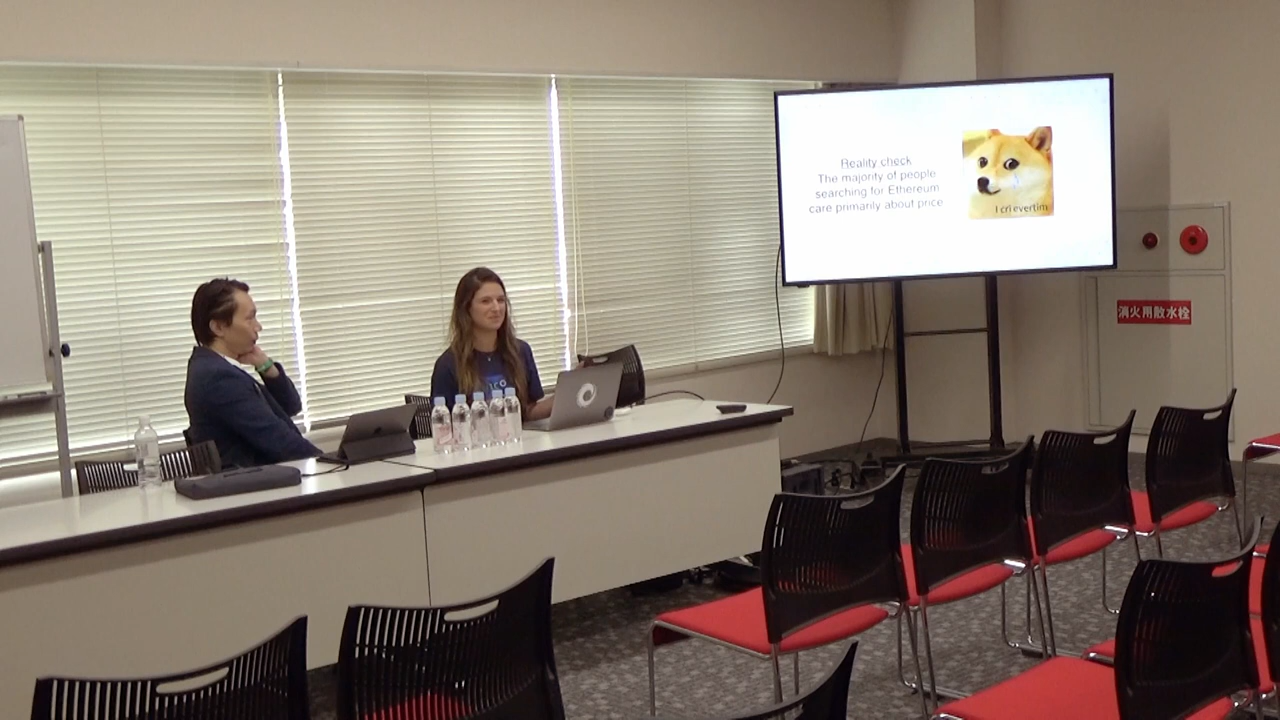 Reality check
The majority of people
searching for Ethereum
care primarily about price
I cri evertim
消火用散水栓